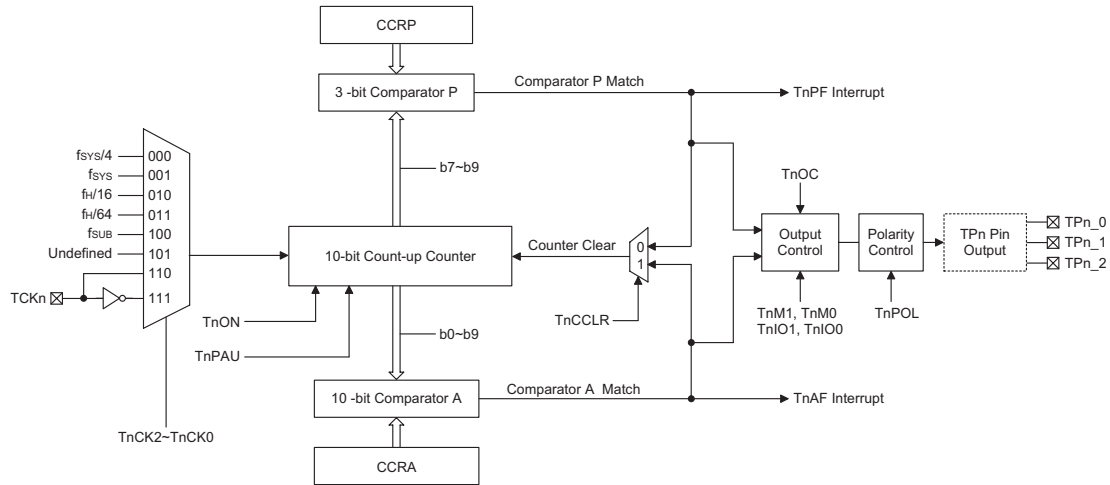 CCRP
3 -bit Comparator P
Comparator P Match
TnPF Interrupt
b7~b9
fSYS/4
000
fSYS
001
fH/16
010
fH/64
011
fSUB
100
Undefined
101
110
TCKn
111
TnCK2~TnCK0
10-bit Count-up Counter
TnON
TnPAU
b0~b9
Counter Clear
0
1
TnCCLR
TnOC
Output
Control
TnM1, TnM0
TnIO1, TnIO0
Polarity
Control
TnPOL
TPn Pin
Output
TPn_0
TPn_1
TPn_2
10 -bit Comparator A
Comparator A Match
TnAF Interrupt
CCRA